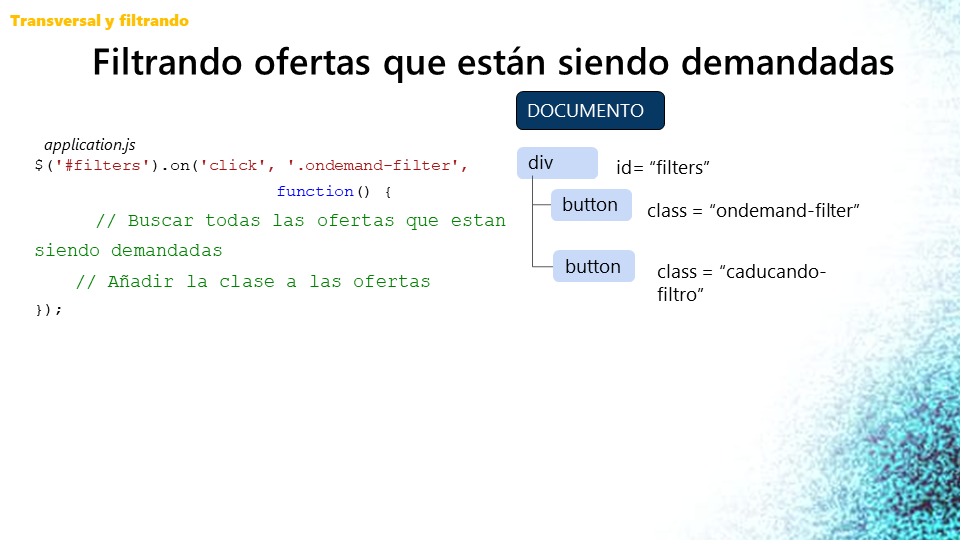 Transversal y filtrando
Filtrando ofertas que están siendo demandadas
DOCUMENTO
application.js
$('#filters').on('click', '.ondemand-filter',
function() {
// Buscar todas las ofertas que estan
siendo demandadas
// Añadir la clase a las ofertas
});
div
id= “filters”
button
class = “ondemand-filter”
button
class = “caducando-
filtro”